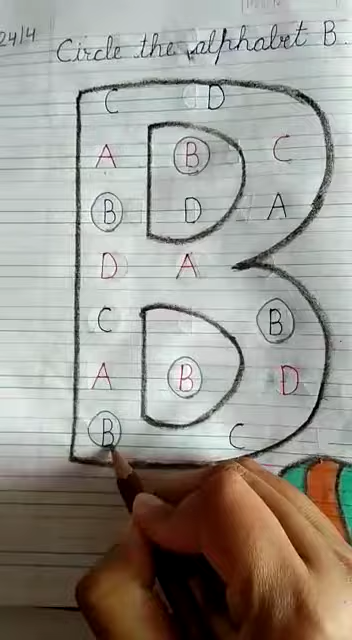 24/4
Circle the alphabet B.
C D
A B C
B D A
D A
C B
A B D
B C